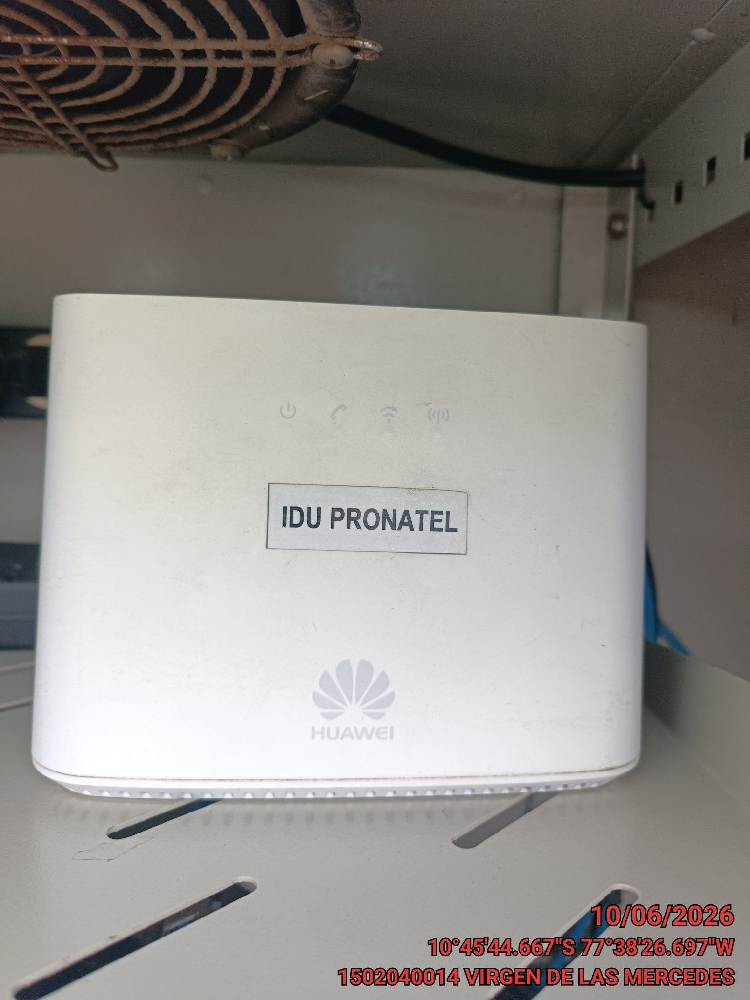 IDU PRONATEL
HUAWEI
10/06/2026
10°45'44.667"S 77°38'26.697"W
1502040014 VIRGEN DE LAS MERCEDES